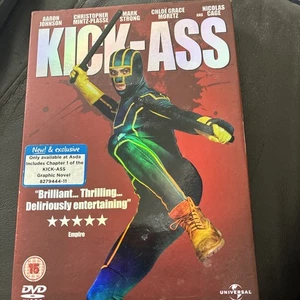 AARON JOHNSON
CHRISTOPHER MINTZ-PLASSE
MARK STRONG
CHLOË GRACE MORETZ
AND NICOLAS CAGE
KICK-ASS
New! & exclusive
Only available at Asda
includes Chapter 1 of the
KICK-ASS
Graphic Novel
"Brilliant... Thrilling...
Deliriously entertaining"
★★★★★
Empire
15
DVD
UNIVERSAL